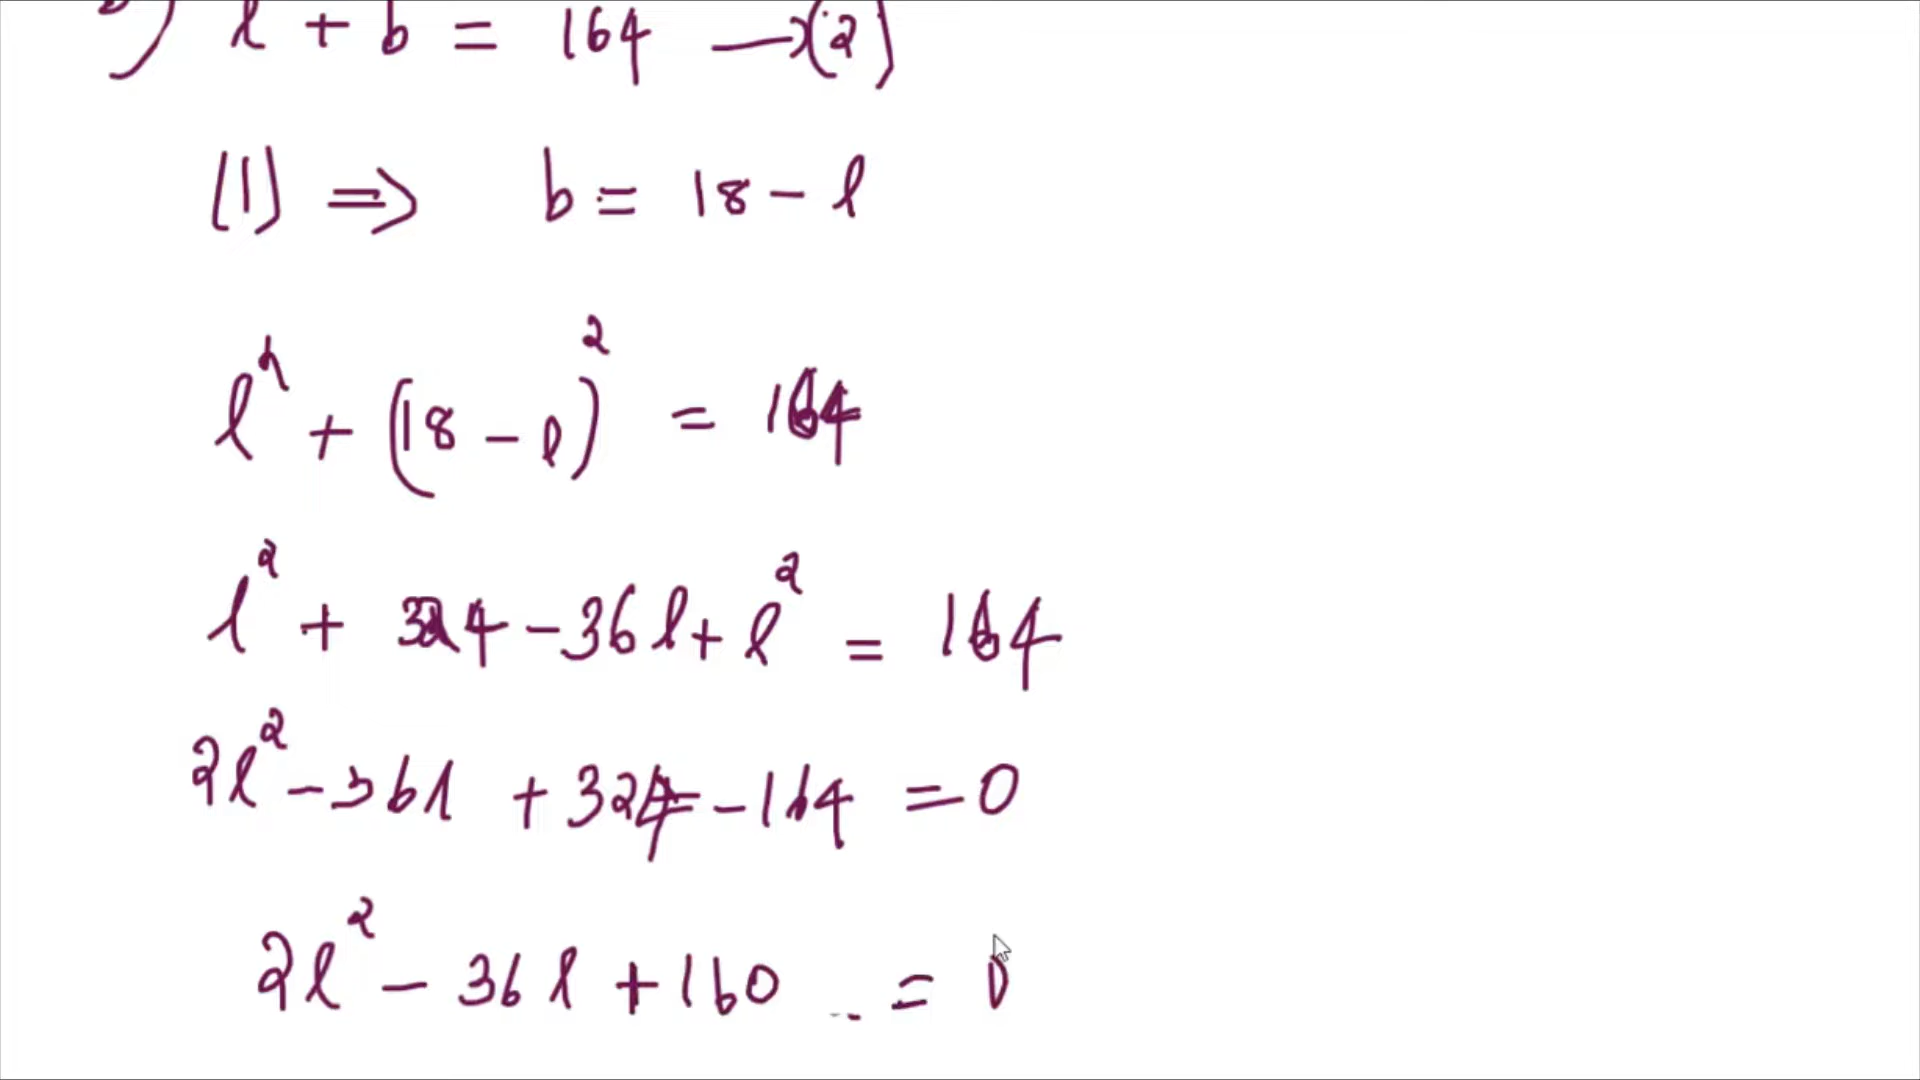 l + b = 164 → (2)
(1) ⇒ b = 18 - l
l² + (18 - l)² = 164
l² + 324 - 36l + l² = 164
2l² - 36l + 324 - 164 = 0
2l² - 36l + 160 = 0